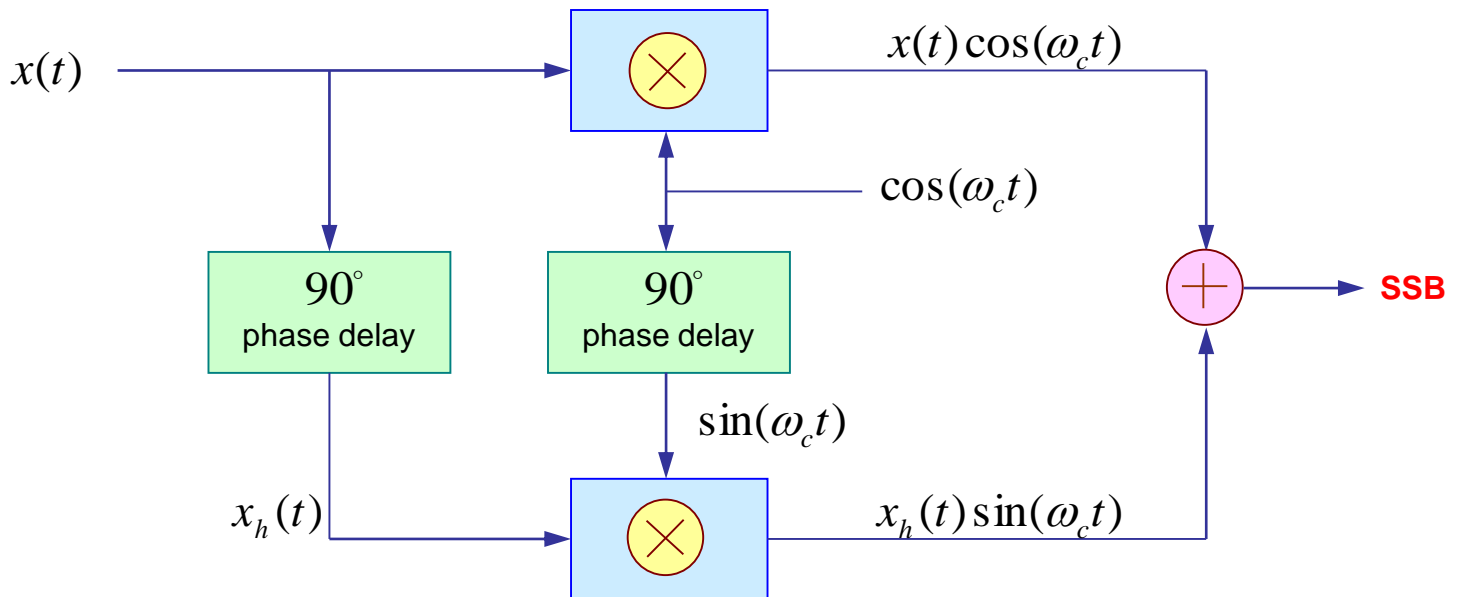 x(t)
x(t)cos(ω_c t)
cos(ω_c t)
90°
phase delay
90°
phase delay
SSB
sin(ω_c t)
x_h(t)
x_h(t)sin(ω_c t)